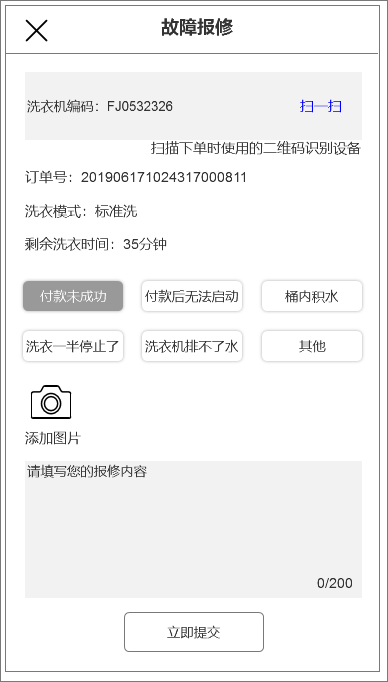 故障报修
洗衣机编码：FJ0532326 扫一扫
扫描下单时使用的二维码识别设备
订单号：201906171024317000811
洗衣模式：标准洗
剩余洗衣时间：35分钟
付款未成功 付款后无法启动 桶内积水
洗衣一半停止了 洗衣机排不了水 其他
添加图片
请填写您的报修内容
0/200
立即提交